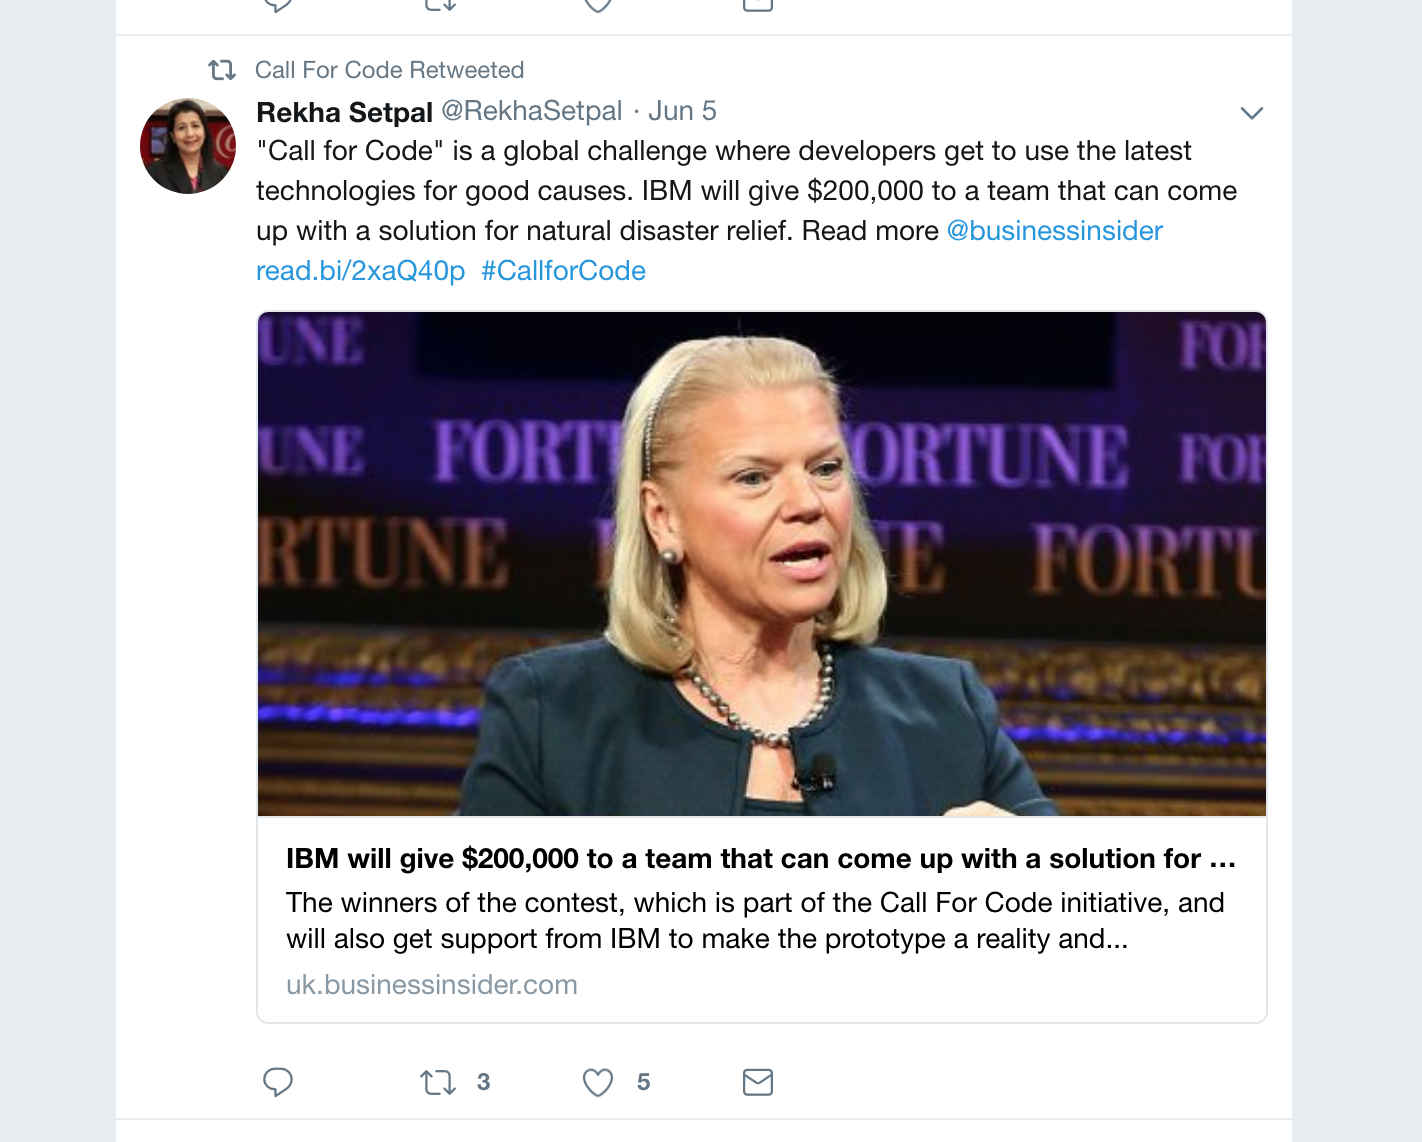 Call For Code Retweeted
Rekha Setpal @RekhaSetpal · Jun 5
"Call for Code" is a global challenge where developers get to use the latest
technologies for good causes. IBM will give $200,000 to a team that can come
up with a solution for natural disaster relief. Read more @businessinsider
read.bi/2xaQ40p #CallforCode
UNE FOR
UNE FORT ORTUNE FOR
RTUNE NE FORTU
IBM will give $200,000 to a team that can come up with a solution for ...
The winners of the contest, which is part of the Call For Code initiative, and
will also get support from IBM to make the prototype a reality and...
uk.businessinsider.com
3 5